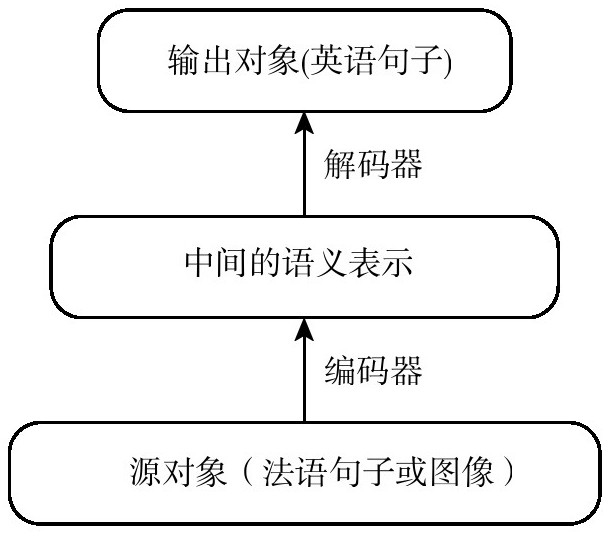 输出对象(英语句子)
解码器
中间的语义表示
编码器
源对象（法语句子或图像）